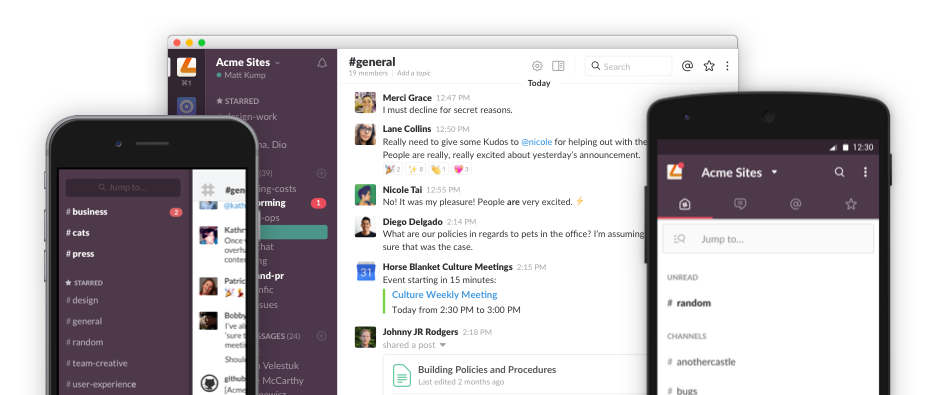 Acme Sites
Matt Kump
⌘1
STARRED
design-work
ma, Dio
(39)
ing-costs
orming
1
-ops
hat
ng
and-pr
nfic
sues
SSAGES (24)
Velestuk
McCarthy
#general
19 members | Add a topic
Search
Today
Merci Grace 12:47 PM
I must decline for secret reasons.
Lane Collins 12:50 PM
Really need to give some Kudos to @nicole for helping out with the
People are really, really excited about yesterday's announcement.
2 8 1 3
Nicole Tai 12:55 PM
No! It was my pleasure! People are very excited.
Diego Delgado 2:14 PM
What are our policies in regards to pets in the office? I'm assuming
sure that was the case.
31
Horse Blanket Culture Meetings 2:15 PM
Event starting in 15 minutes:
Culture Weekly Meeting
Today from 2:30 PM to 3:00 PM
Johnny JR Rodgers 2:18 PM
shared a post
Building Policies and Procedures
Last edited 2 months ago
Jump to...
# business 2
# cats
# press
STARRED
# design
# general
# random
# team-creative
# user-experience
#gen
@kath
Kathr
Once
overha
conten
Patric
Bobby
I've al
'sure t
meeti
Shoul
github
[Acme
12:30
Acme Sites
Jump to...
UNREAD
# random
CHANNELS
# anothercastle
# bugs